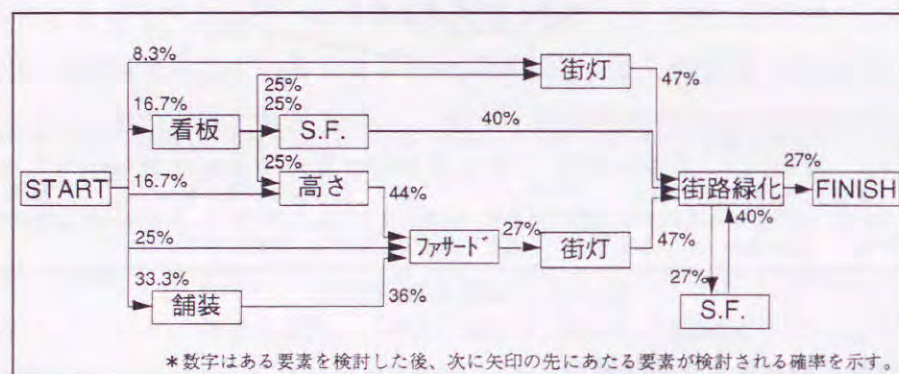 8.3%
街灯
47%
25%
25%
16.7%
看板
S.F.
40%
25%
27%
START
16.7%
高さ
44%
街路緑化
FINISH
40%
25%
ファサード
27%
街灯
47%
33.3%
舗装
36%
27%
S.F.
*数字はある要素を検討した後、次に矢印の先にあたる要素が検討される確率を示す。